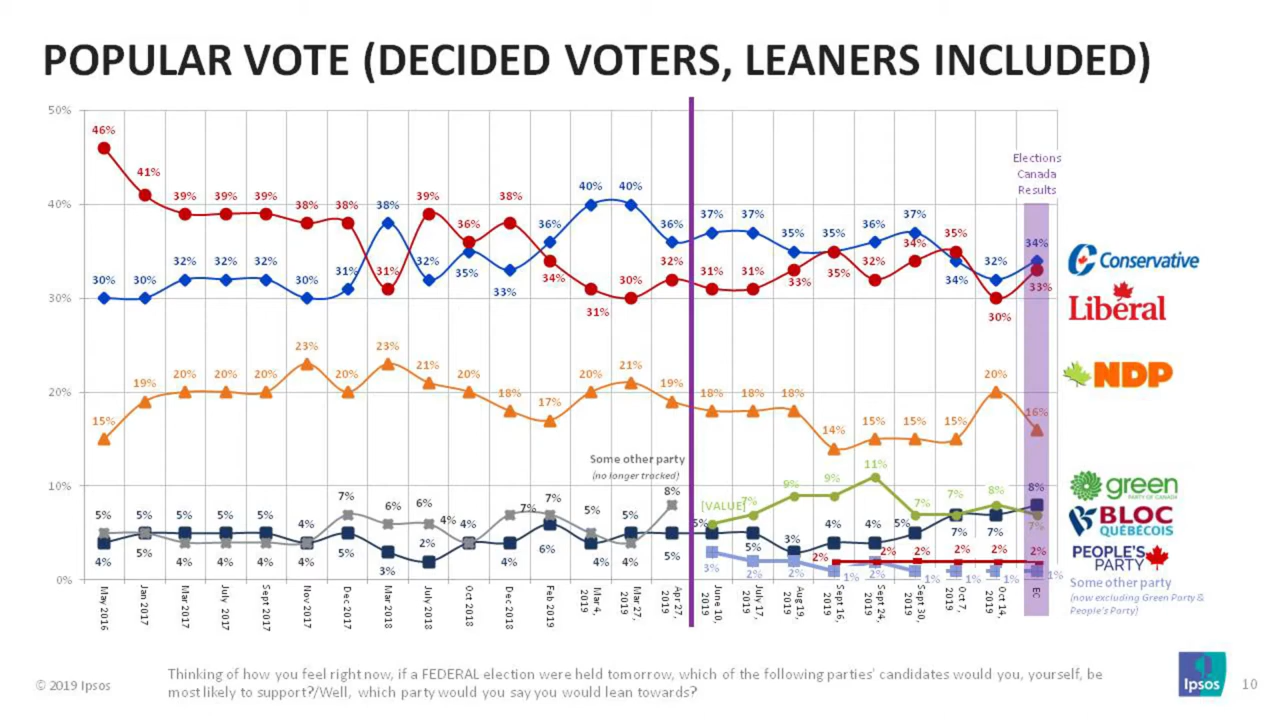 POPULAR VOTE (DECIDED VOTERS, LEANERS INCLUDED)
50%
40%
30%
20%
10%
0%
46% 41% 39% 39% 39% 38% 38% 31% 39% 36% 38% 34% 31% 30% 32% 31% 31% 33% 35% 32% 34% 35% 30% 33%
30% 30% 32% 32% 32% 30% 31% 38% 32% 35% 33% 36% 40% 40% 36% 37% 37% 35% 35% 36% 37% 34% 32% 34%
15% 19% 20% 20% 20% 23% 20% 23% 21% 20% 18% 17% 20% 21% 19% 18% 18% 18% 14% 15% 15% 15% 20% 16%
Some other party
(no longer tracked)
5% 5% 5% 5% 5% 4% 7% 6% 6% 4% 4% 7% 7% 5% 5% 8%
4% 5% 4% 4% 4% 4% 5% 3% 2% 4% 6% 4% 4% 5%
[VALUE] 7% 9% 9% 11% 7% 7% 8% 7%
5% 5% 3% 4% 4% 5% 7% 7% 8%
2% 2% 2% 2% 2% 2%
3% 2% 2% 1% 2% 1% 1% 1% 1%
Elections
Canada
Results
Conservative
Libéral
NDP
green
PARTY OF CANADA
BLOC
QUÉBÉCOIS
PEOPLE'S
PARTY
Some other party
(now excluding Green Party &
People's Party)
May 2016
Jan 2017
Mar 2017
July 2017
Sept 2017
Nov 2017
Dec 2017
Mar 2018
July 2018
Oct 2018
Dec 2018
Feb 2019
Mar 4,
2019
Mar 27,
2019
Apr 27,
2019
June 10,
2019
July 17,
2019
Aug 19,
2019
Sept 16,
2019
Sept 24,
2019
Sept 30,
2019
Oct 7,
2019
Oct 14,
2019
EC
© 2019 Ipsos
Thinking of how you feel right now, if a FEDERAL election were held tomorrow, which of the following parties' candidates would you, yourself, be
most likely to support?/Well, which party would you say you would lean towards?
Ipsos
10